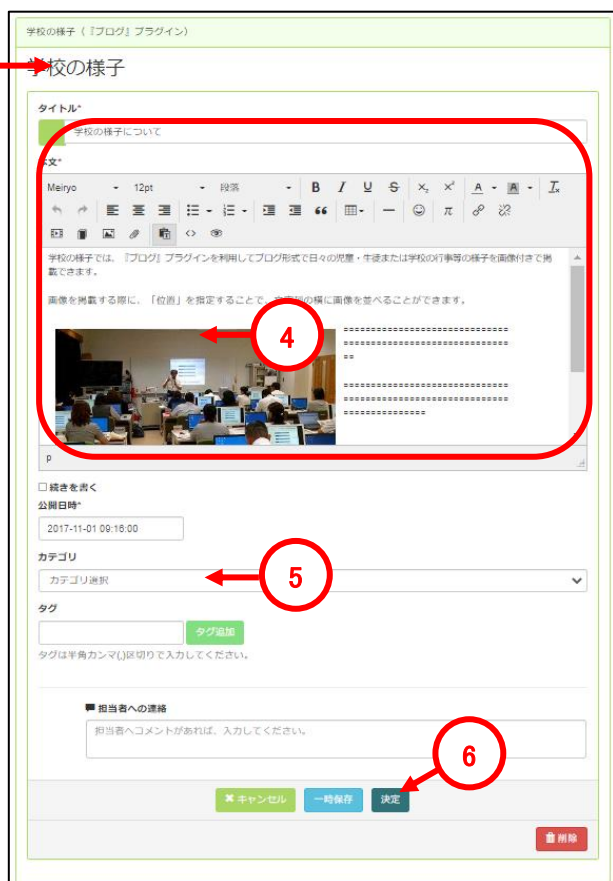 学校の様子(『ブログ』プラグイン)
学校の様子
タイトル*
学校の様子について
本文*
Meiryo 12pt 段落 B I U S X₂ X² A A Iₓ
π
<>
学校の様子では、『ブログ』プラグインを利用してブログ形式で日々の児童・生徒または学校の行事等の様子を画像付きで掲
載できます。
画像を掲載する際に、「位置」を指定することで、文章の横に画像を並べることができます。
4
==============================
==============================
==
==============================
==============================
===============
p
続きを書く
公開日時*
2017-11-01 09:16:00
カテゴリ
カテゴリ選択
5
タグ
タグ追加
タグは半角カンマ(,)区切りで入力してください。
担当者への連絡
担当者へコメントがあれば、入力してください。
6
キャンセル 一時保存 決定
削除